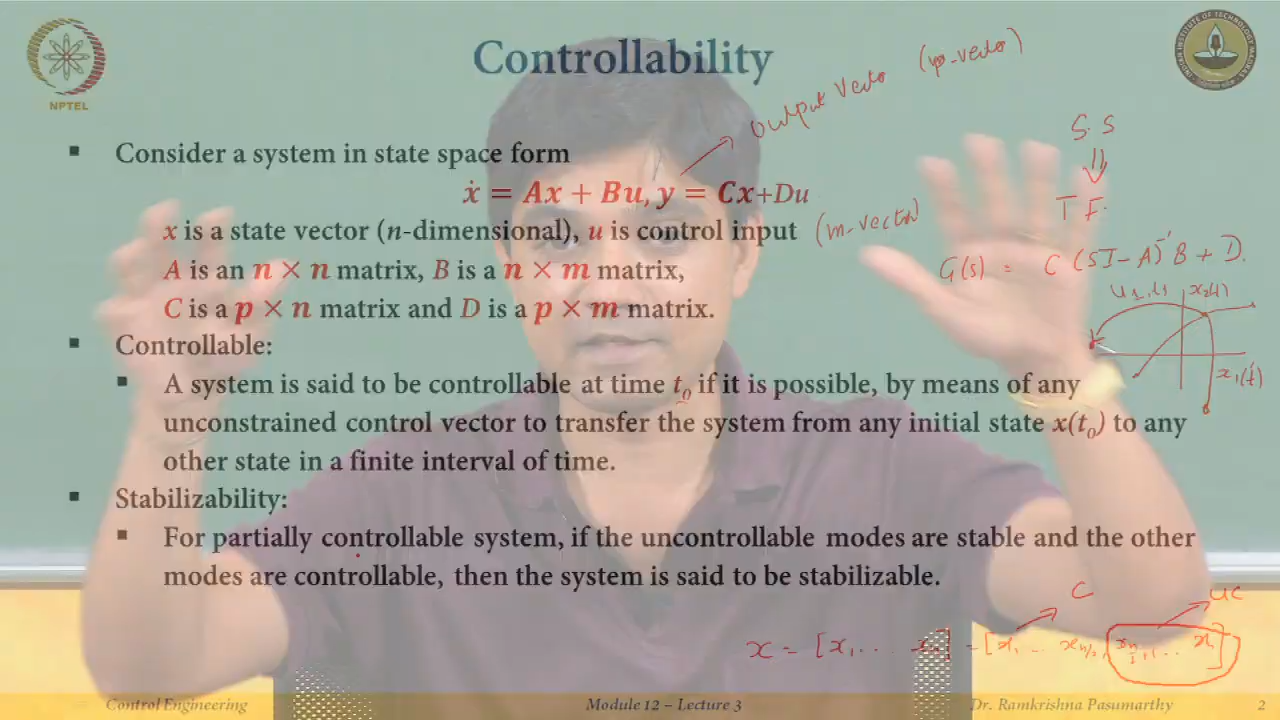 Controllability
NPTEL
Output Vector (p-vector)
▪ Consider a system in state space form
ẋ = Ax + Bu, y = Cx+Du
x is a state vector (n-dimensional), u is control input (m-vector)
A is an n × n matrix, B is a n × m matrix,
C is a p × n matrix and D is a p × m matrix.
S.S
⇓
T F.
G(s) = C (SI-A)⁻¹ B + D.
x₂(t)
x₁(t)
▪ Controllable:
▪ A system is said to be controllable at time t₀ if it is possible, by means of any
unconstrained control vector to transfer the system from any initial state x(t₀) to any
other state in a finite interval of time.
▪ Stabilizability:
▪ For partially controllable system, if the uncontrollable modes are stable and the other
modes are controllable, then the system is said to be stabilizable.
C
UC
Control Engineering
Module 12 – Lecture 3
Dr. Ramkrishna Pasumarthy
2